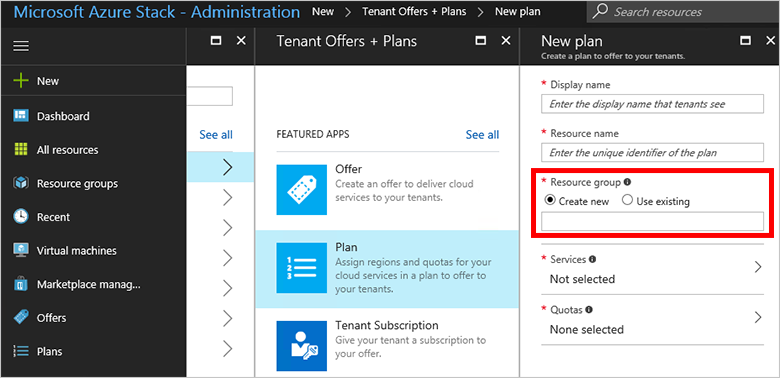 Microsoft Azure Stack - Administration New > Tenant Offers + Plans > New plan Search resources
New
Dashboard
All resources
Resource groups
Recent
Virtual machines
Marketplace manag...
Offers
Plans
See all
Tenant Offers + Plans
FEATURED APPS See all
Offer
Create an offer to deliver cloud
services to your tenants.
1
2
3
Plan
Assign regions and quotas for your
cloud services in a plan to offer to
your tenants.
Tenant Subscription
Give your tenant a subscription to
your offer.
New plan
Create a plan to offer to your tenants.
* Display name
Enter the display name that tenants see
* Resource name
Enter the unique identifier of the plan
* Resource group
Create new Use existing
* Services
Not selected
* Quotas
None selected